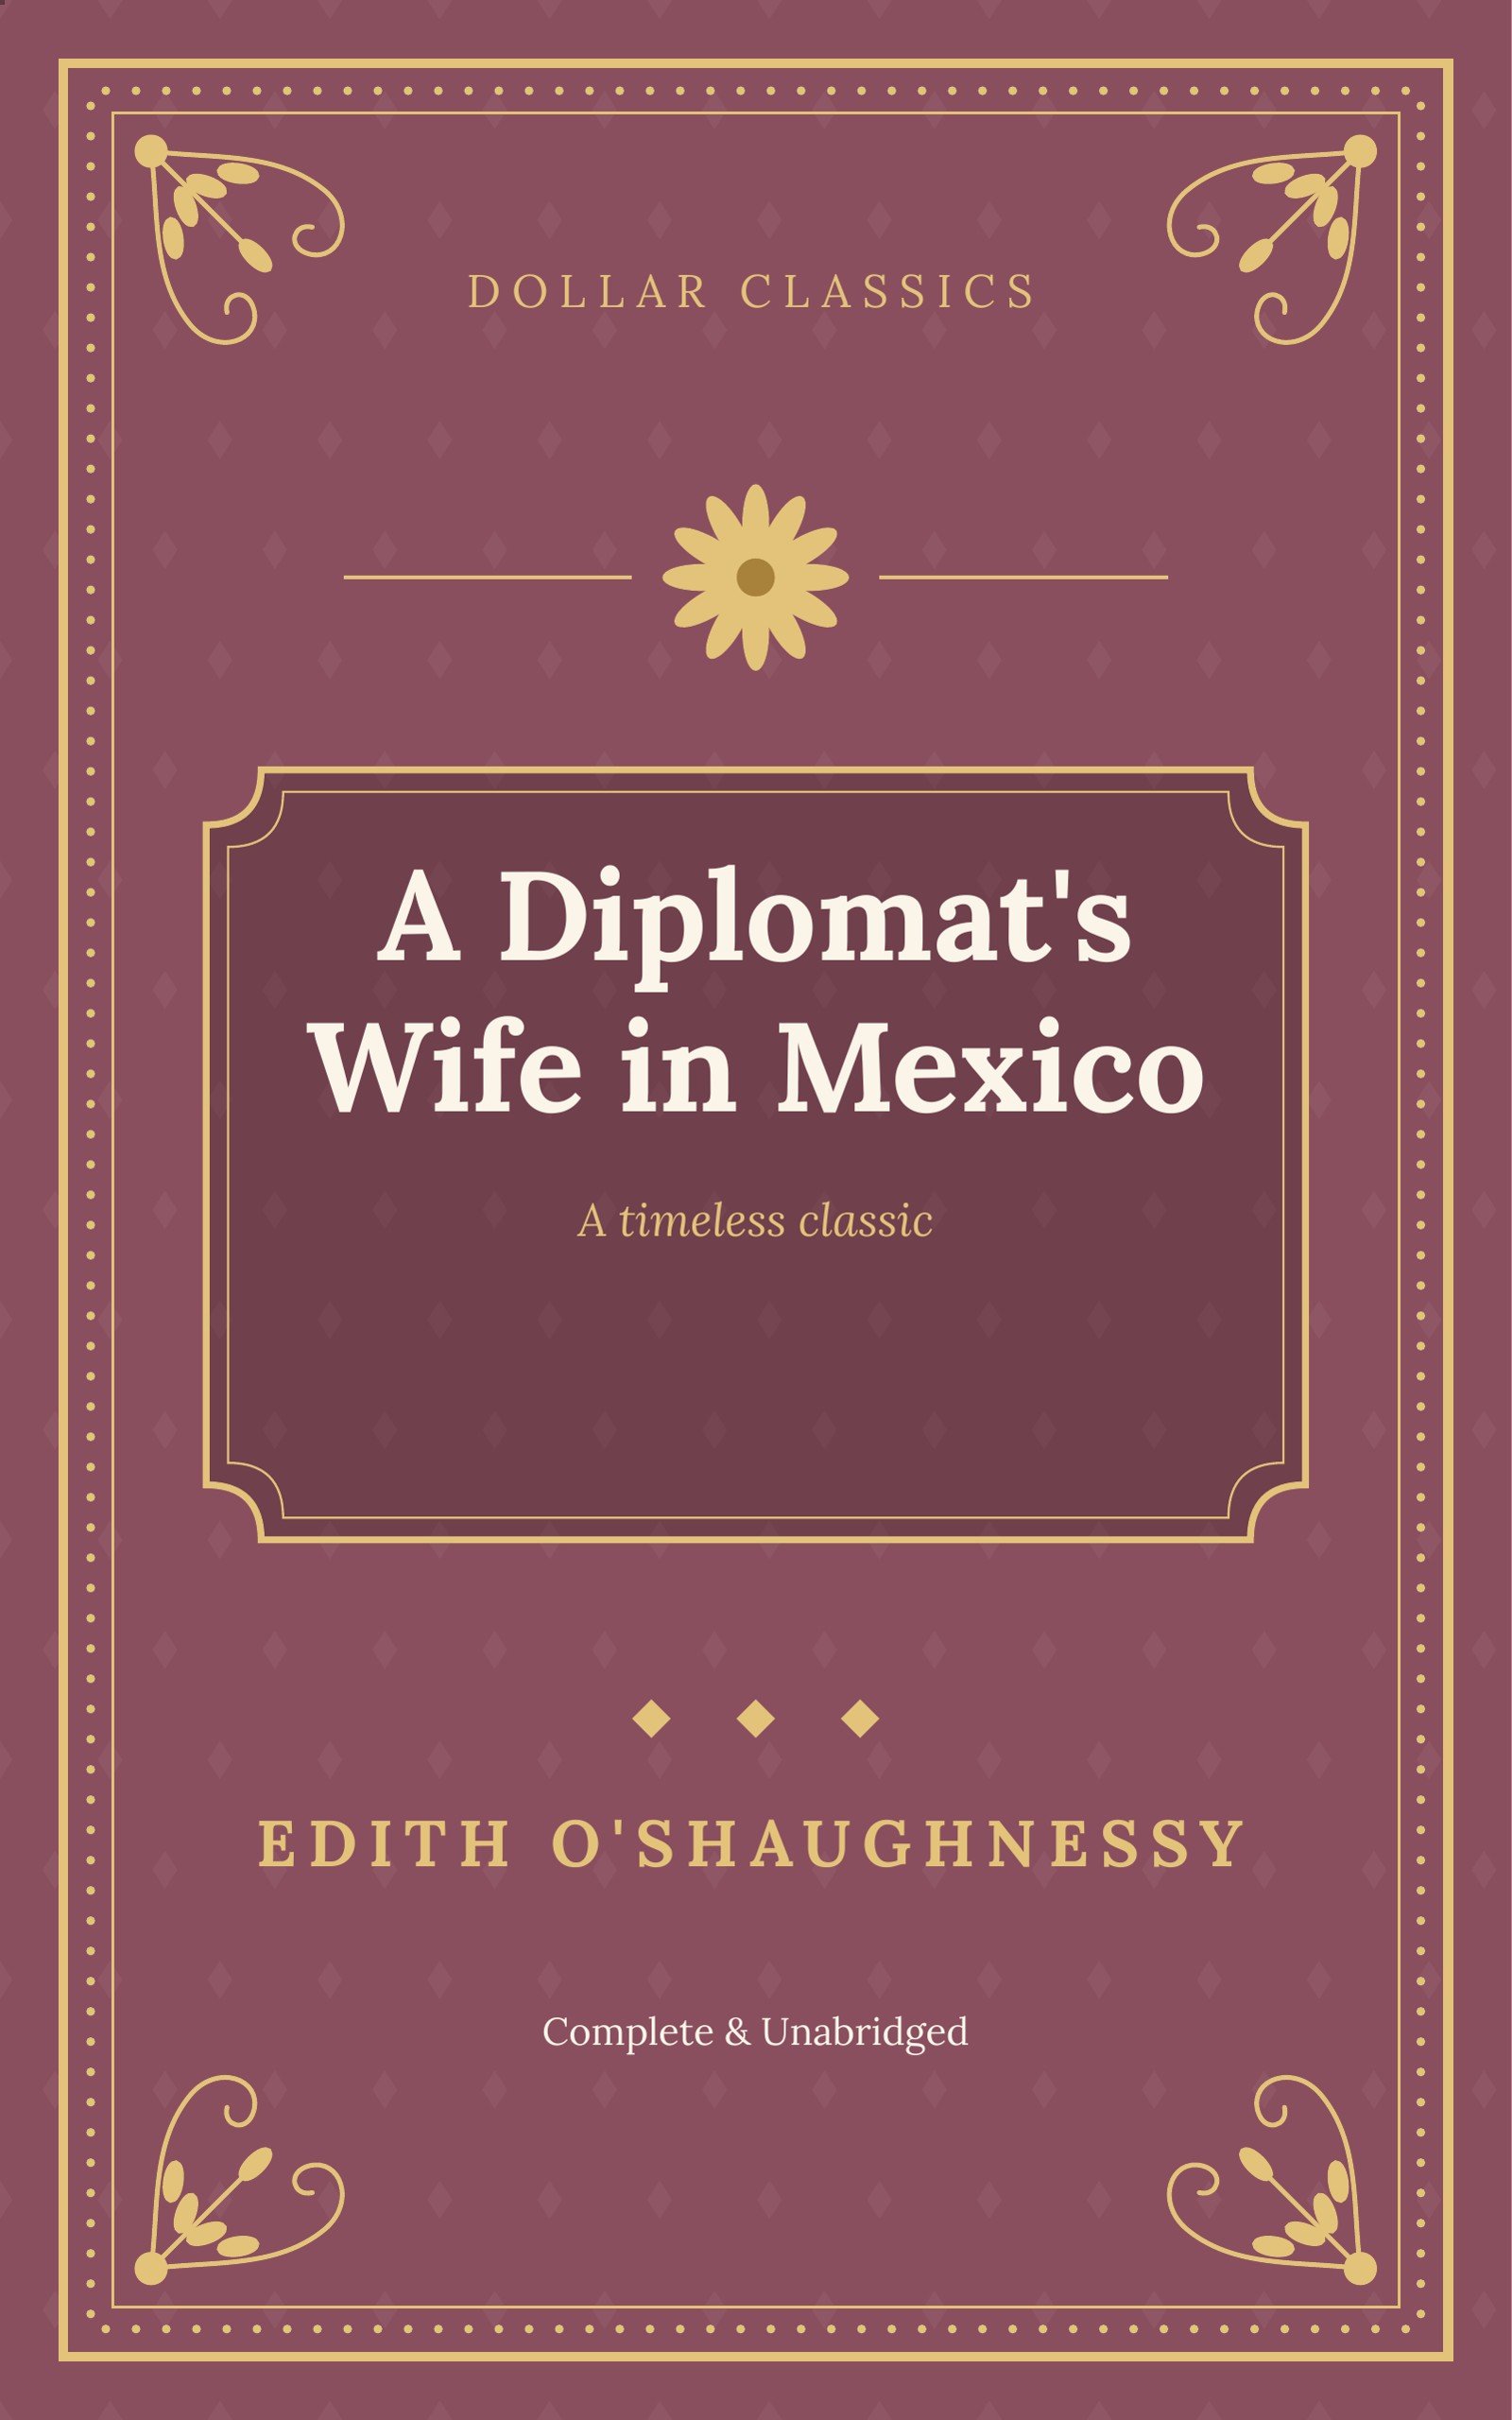 DOLLAR CLASSICS
A Diplomat's
Wife in Mexico
A timeless classic
EDITH O'SHAUGHNESSY
Complete & Unabridged